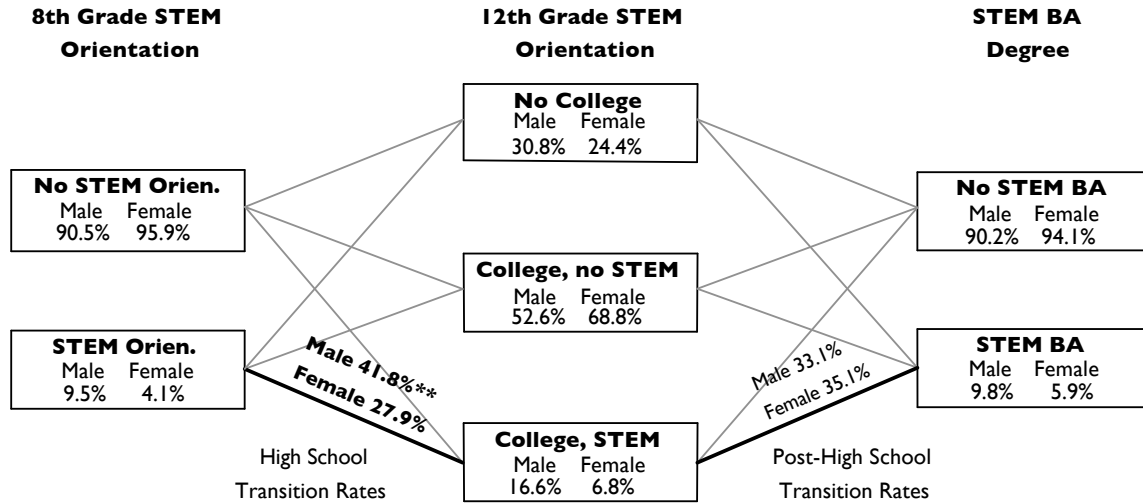 8th Grade STEM
Orientation
12th Grade STEM
Orientation
STEM BA
Degree
No College
Male Female
30.8% 24.4%
No STEM Orien.
Male Female
90.5% 95.9%
No STEM BA
Male Female
90.2% 94.1%
College, no STEM
Male Female
52.6% 68.8%
STEM Orien.
Male Female
9.5% 4.1%
Male 41.8%**
Female 27.9%
Male 33.1%
Female 35.1%
STEM BA
Male Female
9.8% 5.9%
College, STEM
Male Female
16.6% 6.8%
High School
Transition Rates
Post-High School
Transition Rates